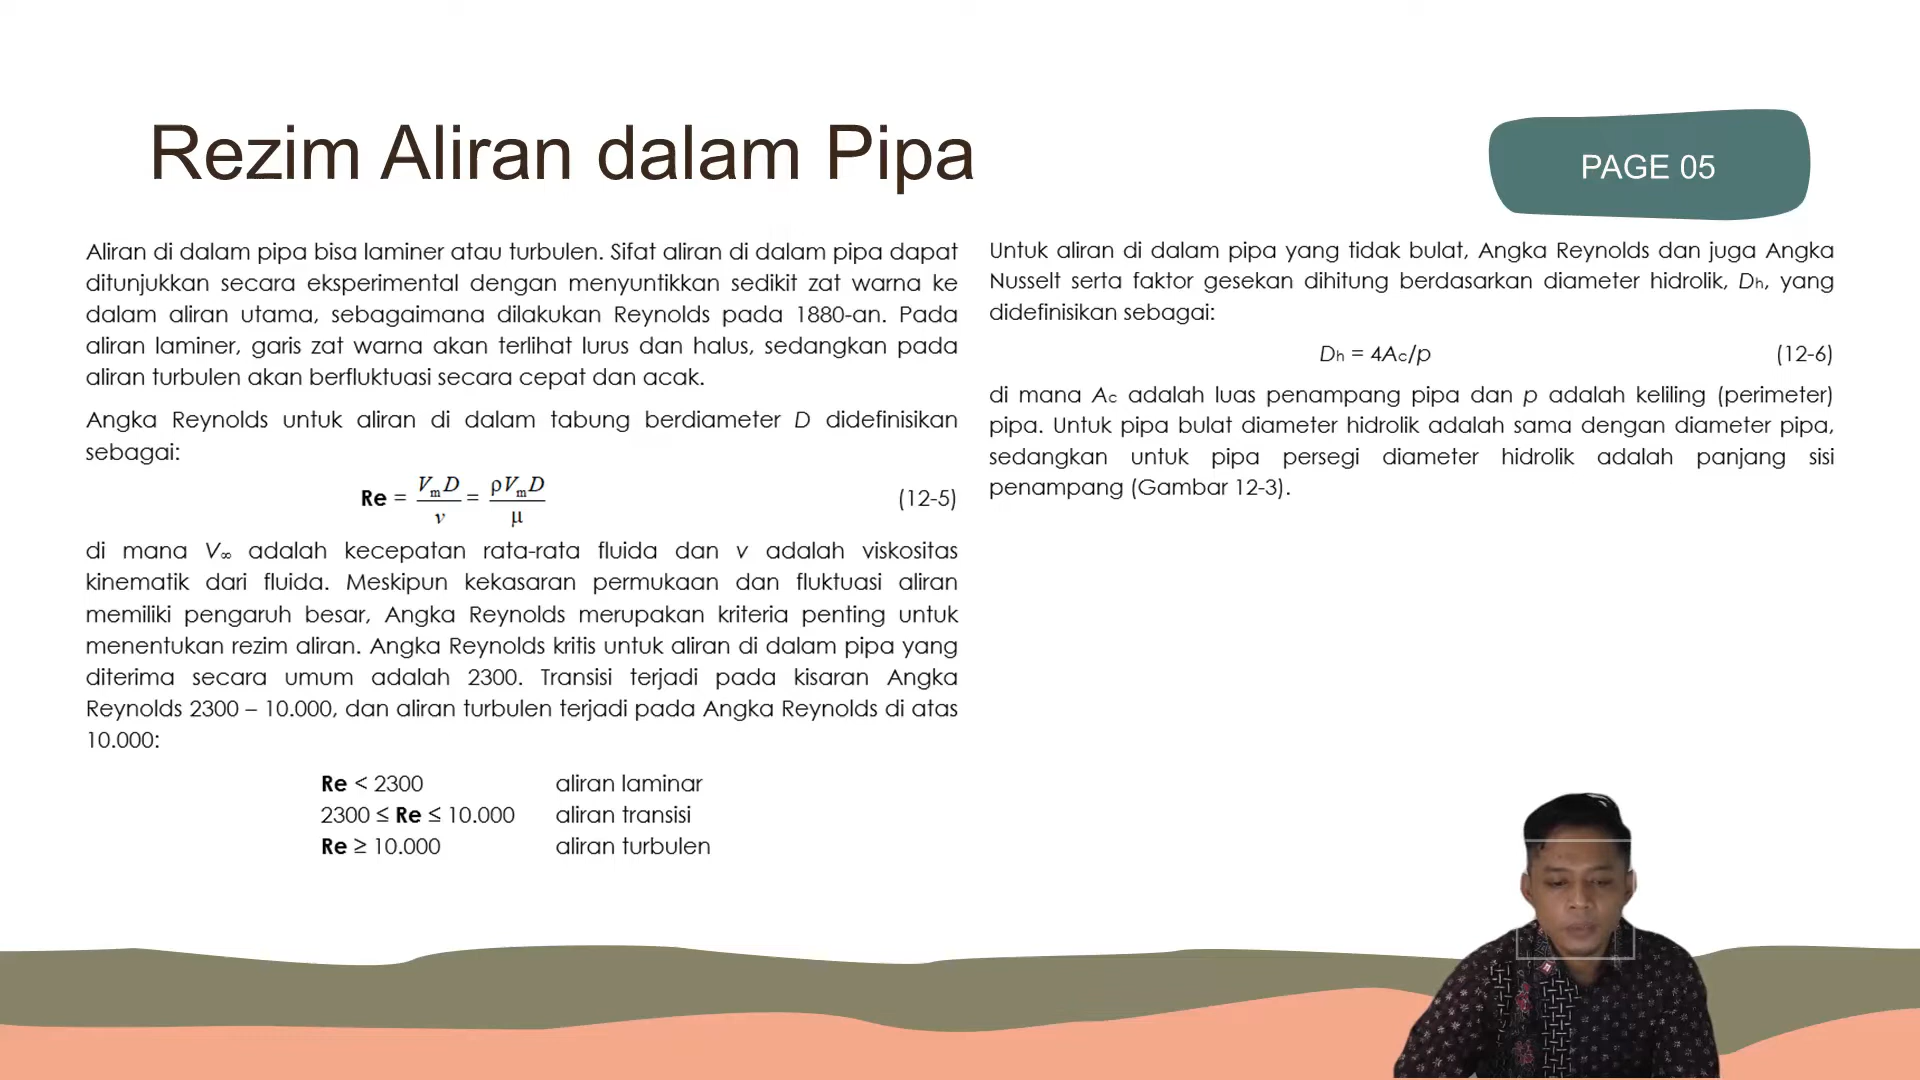 Rezim Aliran dalam Pipa
PAGE 05
Aliran di dalam pipa bisa laminer atau turbulen. Sifat aliran di dalam pipa dapat
ditunjukkan secara eksperimental dengan menyuntikkan sedikit zat warna ke
dalam aliran utama, sebagaimana dilakukan Reynolds pada 1880-an. Pada
aliran laminer, garis zat warna akan terlihat lurus dan halus, sedangkan pada
aliran turbulen akan berfluktuasi secara cepat dan acak.
Angka Reynolds untuk aliran di dalam tabung berdiameter D didefinisikan
sebagai:
Re = VₘD/ν = ρVₘD/μ (12-5)
di mana V∞ adalah kecepatan rata-rata fluida dan v adalah viskositas
kinematik dari fluida. Meskipun kekasaran permukaan dan fluktuasi aliran
memiliki pengaruh besar, Angka Reynolds merupakan kriteria penting untuk
menentukan rezim aliran. Angka Reynolds kritis untuk aliran di dalam pipa yang
diterima secara umum adalah 2300. Transisi terjadi pada kisaran Angka
Reynolds 2300 – 10.000, dan aliran turbulen terjadi pada Angka Reynolds di atas
10.000:
Re < 2300 aliran laminar
2300 ≤ Re ≤ 10.000 aliran transisi
Re ≥ 10.000 aliran turbulen
Untuk aliran di dalam pipa yang tidak bulat, Angka Reynolds dan juga Angka
Nusselt serta faktor gesekan dihitung berdasarkan diameter hidrolik, Dh, yang
didefinisikan sebagai:
Dh = 4Ac/p (12-6)
di mana Ac adalah luas penampang pipa dan p adalah keliling (perimeter)
pipa. Untuk pipa bulat diameter hidrolik adalah sama dengan diameter pipa,
sedangkan untuk pipa persegi diameter hidrolik adalah panjang sisi
penampang (Gambar 12-3).